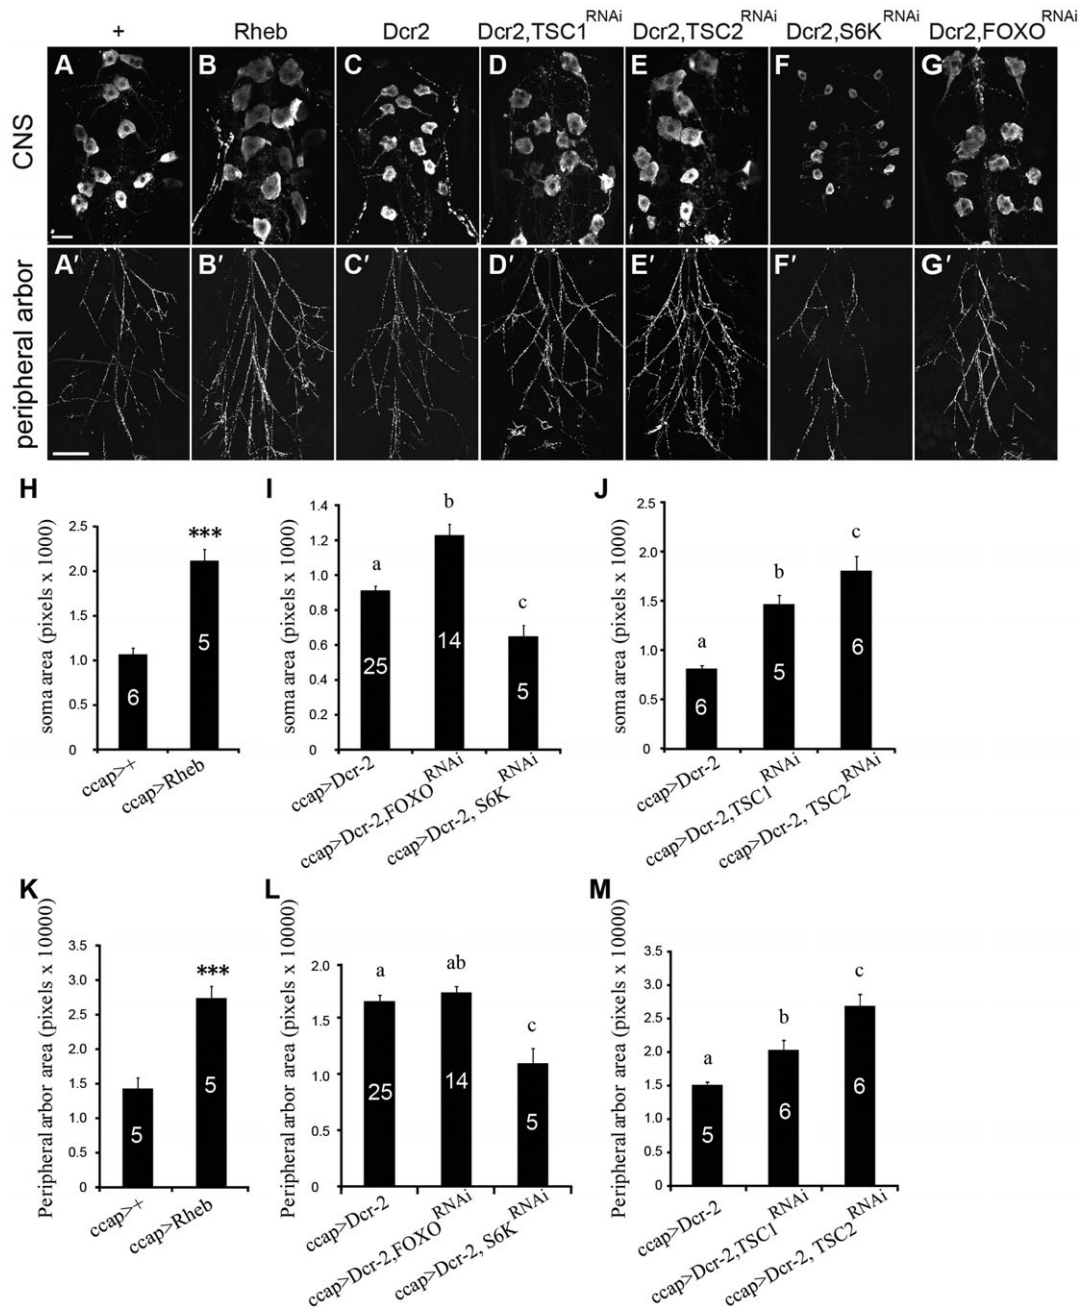 + Rheb Dcr2 Dcr2,TSC1RNAi Dcr2,TSC2RNAi Dcr2,S6KRNAi Dcr2,FOXORNAi
CNS
A B C D E F G
peripheral arbor
A′ B′ C′ D′ E′ F′ G′
H
soma area (pixels x 1000)
2.5
2.0
1.5
1.0
0.5
0
***
6
5
ccap>+
ccap>Rheb
I
soma area (pixels x 1000)
1.4
1.2
1.0
0.8
0.6
0.4
0.2
0
a
b
c
25
14
5
ccap>Dcr-2
ccap>Dcr-2,FOXORNAi
ccap>Dcr-2, S6KRNAi
J
soma area (pixels x 1000)
2.5
2.0
1.5
1.0
0.5
0
a
b
c
6
5
6
ccap>Dcr-2
ccap>Dcr-2,TSC1RNAi
ccap>Dcr-2, TSC2RNAi
K
Peripheral arbor area (pixels x 10000)
3.5
3.0
2.5
2.0
1.5
1.0
0.5
0
***
5
5
ccap>+
ccap>Rheb
L
Peripheral arbor area (pixels x 10000)
2.0
1.5
1.0
0.5
0
a
ab
c
25
14
5
ccap>Dcr-2
ccap>Dcr-2,FOXORNAi
ccap>Dcr-2, S6KRNAi
M
Peripheral arbor area (pixels x 10000)
3.5
3.0
2.5
2.0
1.5
1.0
0.5
0
a
b
c
5
6
6
ccap>Dcr-2
ccap>Dcr-2,TSC1RNAi
ccap>Dcr-2, TSC2RNAi